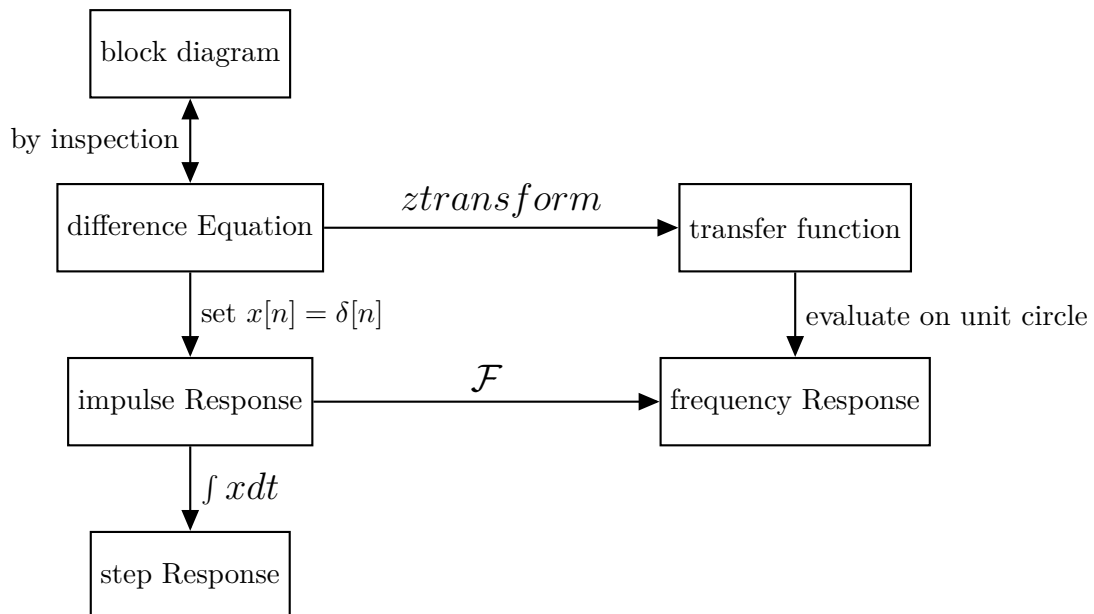 block diagram
by inspection
difference Equation
ztransform
transfer function
set x[n] = δ[n]
evaluate on unit circle
impulse Response
ℱ
frequency Response
∫ xdt
step Response